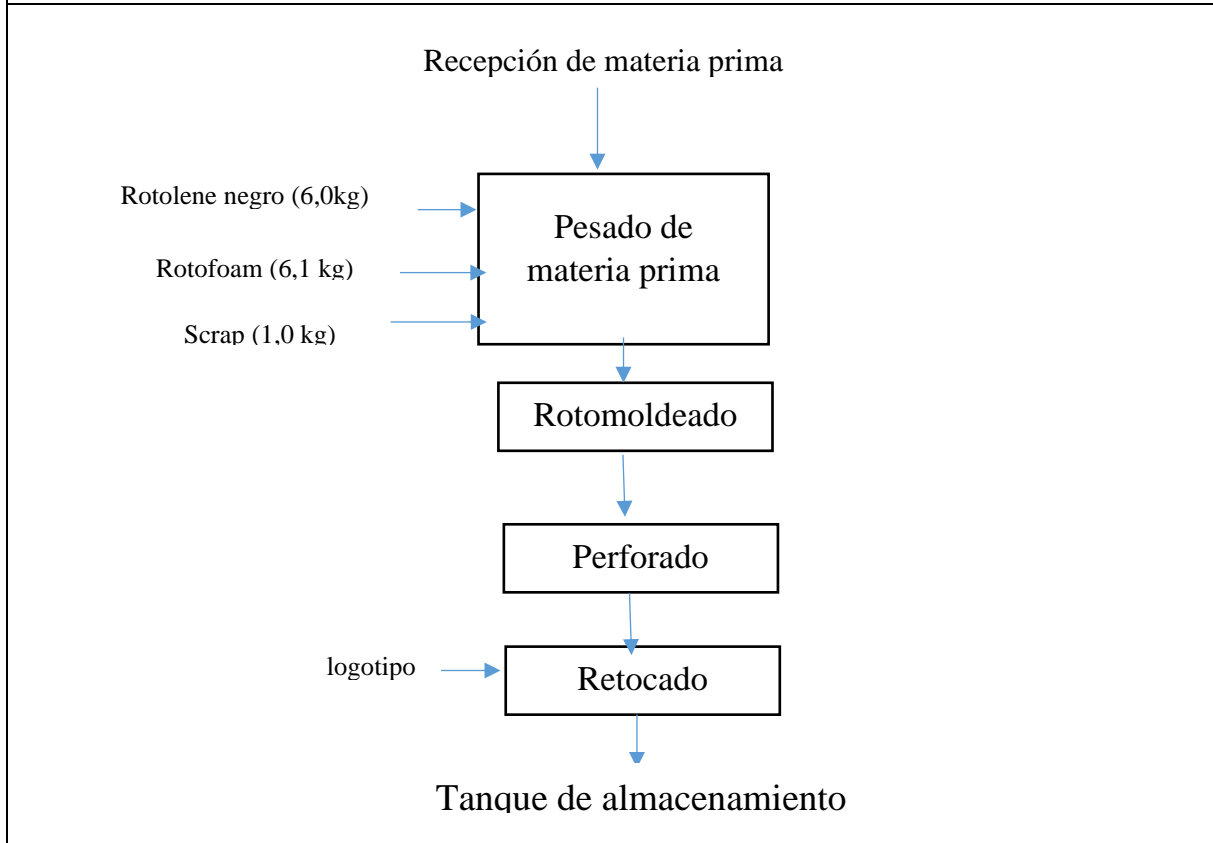 Recepción de materia prima
Rotolene negro (6,0kg)
Pesado de
materia prima
Rotofoam (6,1 kg)
Scrap (1,0 kg)
Rotomoldeado
Perforado
logotipo
Retocado
Tanque de almacenamiento